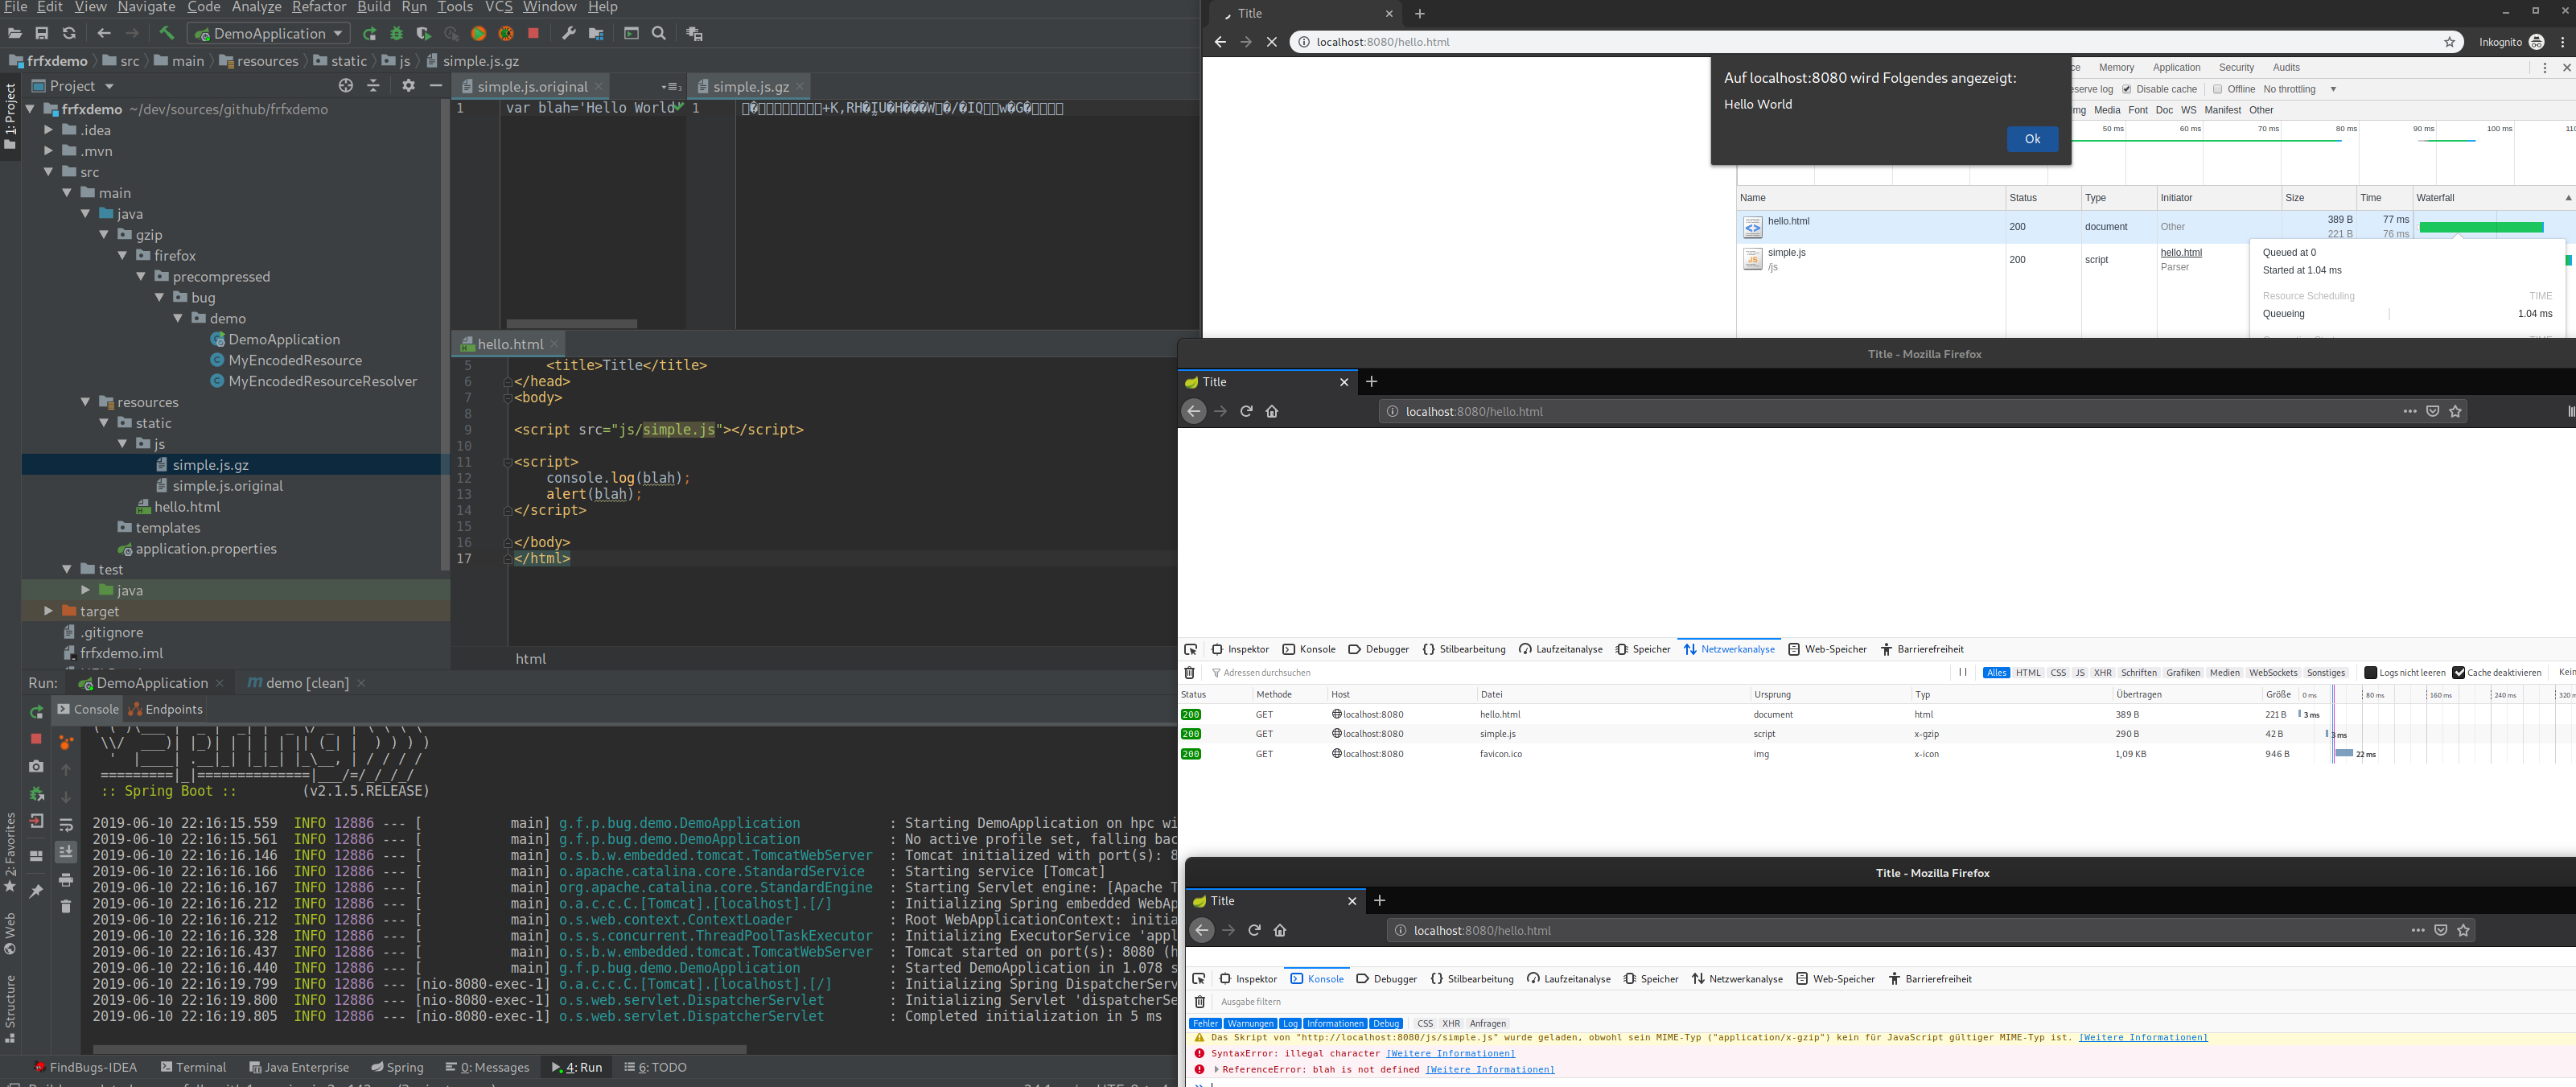 File Edit View Navigate Code Analyze Refactor Build Run Tools VCS Window Help
DemoApplication
frfxdemo src main resources static js simple.js.gz
1: Project
Project
frfxdemo ~/dev/sources/github/frfxdemo
.idea
.mvn
src
main
java
gzip
firefox
precompressed
bug
demo
DemoApplication
MyEncodedResource
MyEncodedResourceResolver
resources
static
js
simple.js.gz
simple.js.original
hello.html
templates
application.properties
test
java
target
.gitignore
frfxdemo.iml
simple.js.original
1 var blah='Hello World
simple.js.gz
hello.html
5 <title>Title</title>
6 </head>
7 <body>
8
9 <script src="js/simple.js"></script>
10
11 <script>
12 console.log(blah);
13 alert(blah);
14 </script>
15
16 </body>
17 </html>
html
Run: DemoApplication demo [clean]
Console Endpoints
:: Spring Boot :: (v2.1.5.RELEASE)
2019-06-10 22:16:15.559 INFO 12886 --- [ main] g.f.p.bug.demo.DemoApplication : Starting DemoApplication on hpc wi
2019-06-10 22:16:15.561 INFO 12886 --- [ main] g.f.p.bug.demo.DemoApplication : No active profile set, falling bac
2019-06-10 22:16:16.146 INFO 12886 --- [ main] o.s.b.w.embedded.tomcat.TomcatWebServer : Tomcat initialized with port(s): 8
2019-06-10 22:16:16.166 INFO 12886 --- [ main] o.apache.catalina.core.StandardService : Starting service [Tomcat]
2019-06-10 22:16:16.167 INFO 12886 --- [ main] org.apache.catalina.core.StandardEngine : Starting Servlet engine: [Apache T
2019-06-10 22:16:16.212 INFO 12886 --- [ main] o.a.c.c.C.[Tomcat].[localhost].[/] : Initializing Spring embedded WebAp
2019-06-10 22:16:16.212 INFO 12886 --- [ main] o.s.web.context.ContextLoader : Root WebApplicationContext: initia
2019-06-10 22:16:16.328 INFO 12886 --- [ main] o.s.s.concurrent.ThreadPoolTaskExecutor : Initializing ExecutorService 'appl
2019-06-10 22:16:16.437 INFO 12886 --- [ main] o.s.b.w.embedded.tomcat.TomcatWebServer : Tomcat started on port(s): 8080 (h
2019-06-10 22:16:16.440 INFO 12886 --- [ main] g.f.p.bug.demo.DemoApplication : Started DemoApplication in 1.078 s
2019-06-10 22:16:19.799 INFO 12886 --- [nio-8080-exec-1] o.a.c.c.C.[Tomcat].[localhost].[/] : Initializing Spring DispatcherServ
2019-06-10 22:16:19.800 INFO 12886 --- [nio-8080-exec-1] o.s.web.servlet.DispatcherServlet : Initializing Servlet 'dispatcherSe
2019-06-10 22:16:19.805 INFO 12886 --- [nio-8080-exec-1] o.s.web.servlet.DispatcherServlet : Completed initialization in 5 ms
2: Favorites
Web
Structure
FindBugs-IDEA Terminal Java Enterprise Spring 0: Messages 4: Run 6: TODO
Title
localhost:8080/hello.html Inkognito
Auf localhost:8080 wird Folgendes angezeigt:
Hello World
Ok
ce Memory Application Security Audits
eserve log Disable cache Offline No throttling
mg Media Font Doc WS Manifest Other
50 ms 60 ms 70 ms 80 ms 90 ms 100 ms 110
Name Status Type Initiator Size Time Waterfall
hello.html 200 document Other 389 B 77 ms
221 B 76 ms
simple.js 200 script hello.html
/js Parser
Queued at 0
Started at 1.04 ms
Resource Scheduling TIME
Queueing 1.04 ms
Title - Mozilla Firefox
Title
localhost:8080/hello.html
Inspektor Konsole Debugger Stilbearbeitung Laufzeitanalyse Speicher Netzwerkanalyse Web-Speicher Barrierefreiheit
Adressen durchsuchen Alles HTML CSS JS XHR Schriften Grafiken Medien WebSockets Sonstiges Logs nicht leeren Cache deaktivieren Kein
Status Methode Host Datei Ursprung Typ Übertragen Größe 0 ms 80 ms 160 ms 240 ms 320 m
200 GET localhost:8080 hello.html document html 389 B 221 B 3 ms
200 GET localhost:8080 simple.js script x-gzip 290 B 42 B 3 ms
200 GET localhost:8080 favicon.ico img x-icon 1,09 KB 946 B 22 ms
Title - Mozilla Firefox
Title
localhost:8080/hello.html
Inspektor Konsole Debugger Stilbearbeitung Laufzeitanalyse Speicher Netzwerkanalyse Web-Speicher Barrierefreiheit
Ausgabe filtern
Fehler Warnungen Log Informationen Debug CSS XHR Anfragen
Das Skript von "http://localhost:8080/js/simple.js" wurde geladen, obwohl sein MIME-Typ ("application/x-gzip") kein für JavaScript gültiger MIME-Typ ist. [Weitere Informationen]
SyntaxError: illegal character [Weitere Informationen]
ReferenceError: blah is not defined [Weitere Informationen]